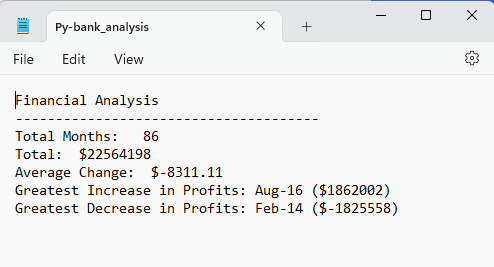 Py-bank_analysis
File Edit View
Financial Analysis
-------------------------------------
Total Months:   86
Total:  $22564198
Average Change:  $-8311.11
Greatest Increase in Profits: Aug-16 ($1862002)
Greatest Decrease in Profits: Feb-14 ($-1825558)